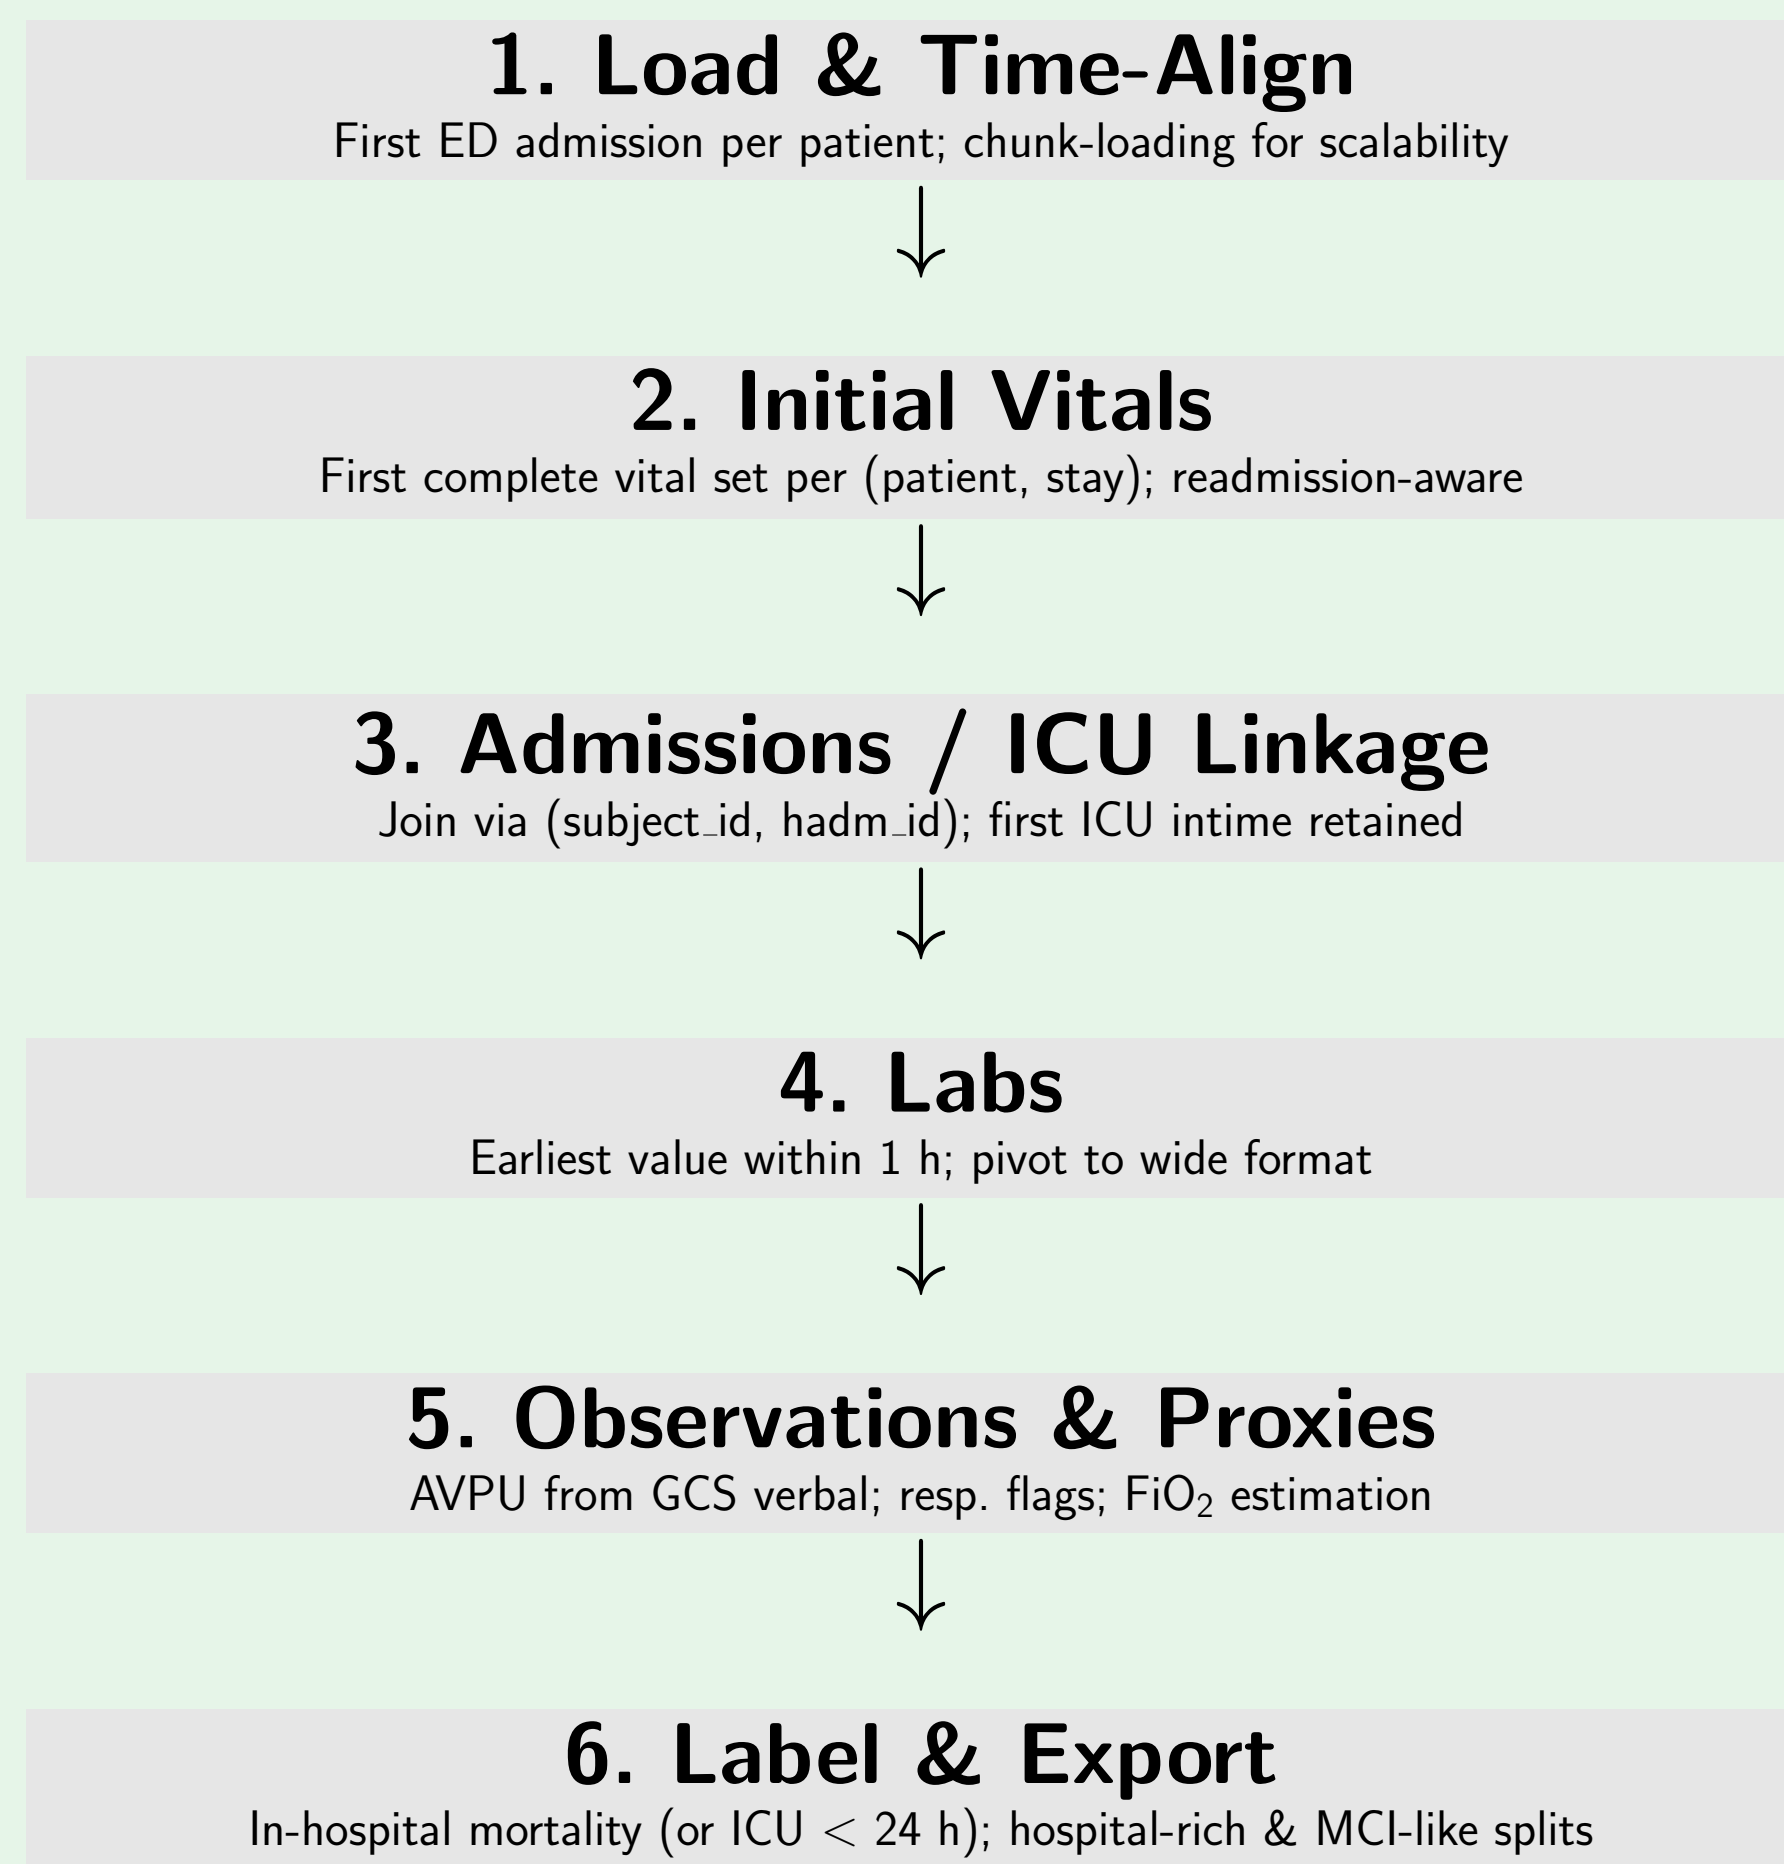 1. Load & Time-Align
First ED admission per patient; chunk-loading for scalability
2. Initial Vitals
First complete vital set per (patient, stay); readmission-aware
3. Admissions / ICU Linkage
Join via (subject_id, hadm_id); first ICU intime retained
4. Labs
Earliest value within 1 h; pivot to wide format
5. Observations & Proxies
AVPU from GCS verbal; resp. flags; FiO₂ estimation
6. Label & Export
In-hospital mortality (or ICU < 24 h); hospital-rich & MCI-like splits